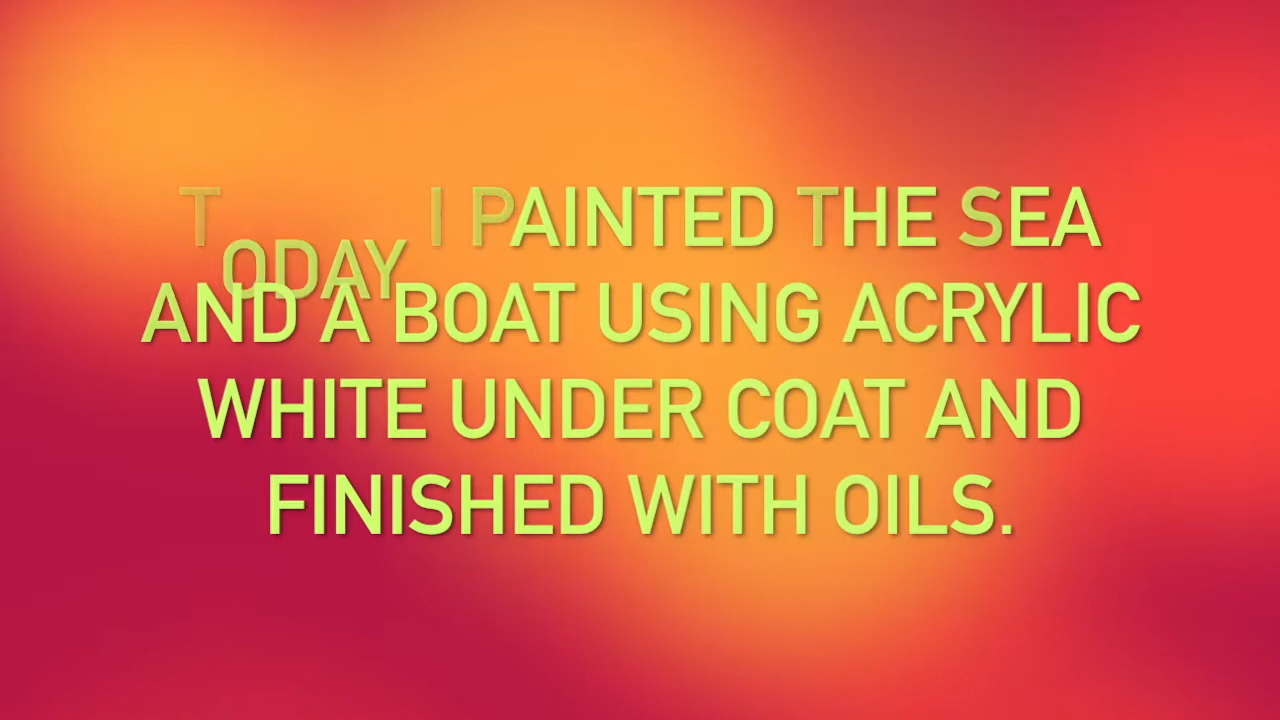 TODAY I PAINTED THE SEA
AND A BOAT USING ACRYLIC
WHITE UNDER COAT AND
FINISHED WITH OILS.